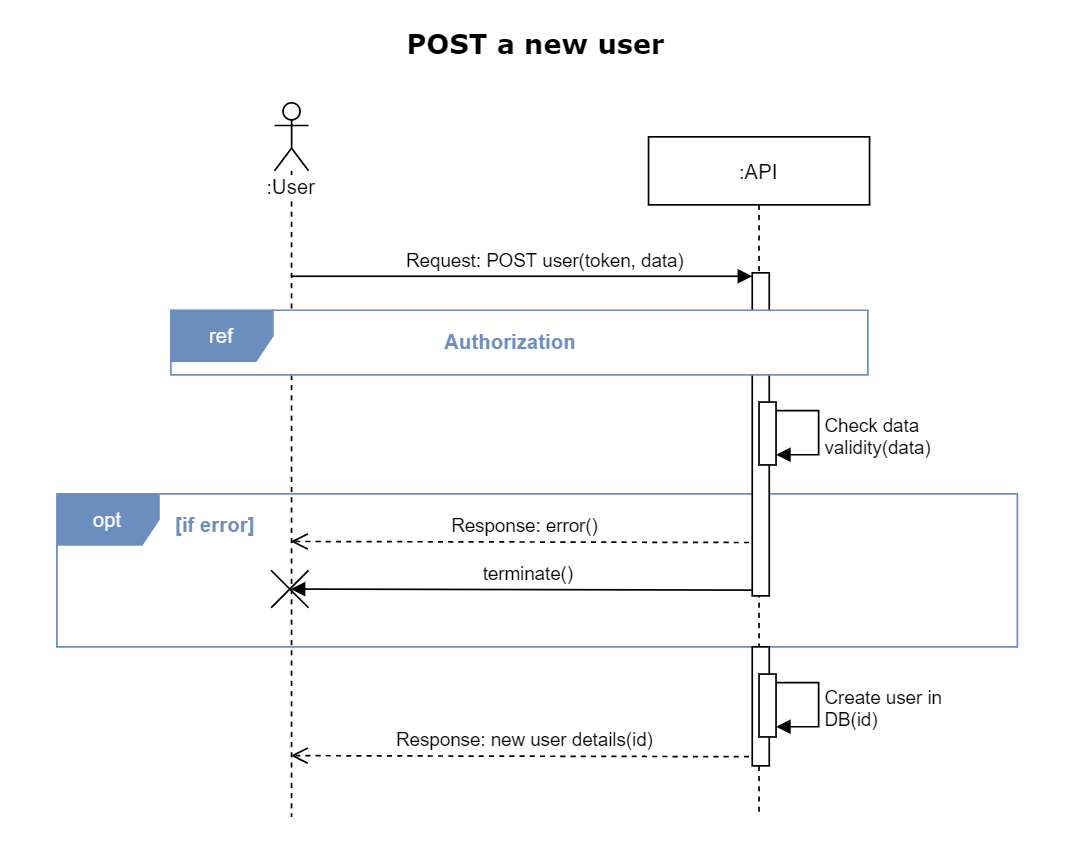 POST a new user
:User
:API
Request: POST user(token, data)
ref
Authorization
Check data
validity(data)
opt
[if error]
Response: error()
terminate()
Create user in
DB(id)
Response: new user details(id)